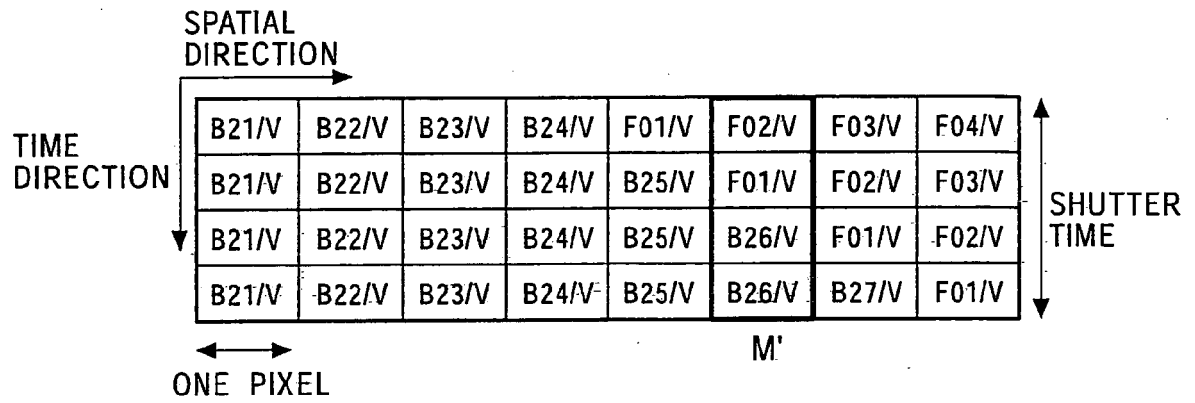 SPATIAL
DIRECTION
TIME
DIRECTION
B21/V B22/V B23/V B24/V F01/V F02/V F03/V F04/V
B21/V B22/V B23/V B24/V B25/V F01/V F02/V F03/V
B21/V B22/V B23/V B24/V B25/V B26/V F01/V F02/V
B21/V B22/V B23/V B24/V B25/V B26/V B27/V F01/V
SHUTTER
TIME
M'
ONE PIXEL